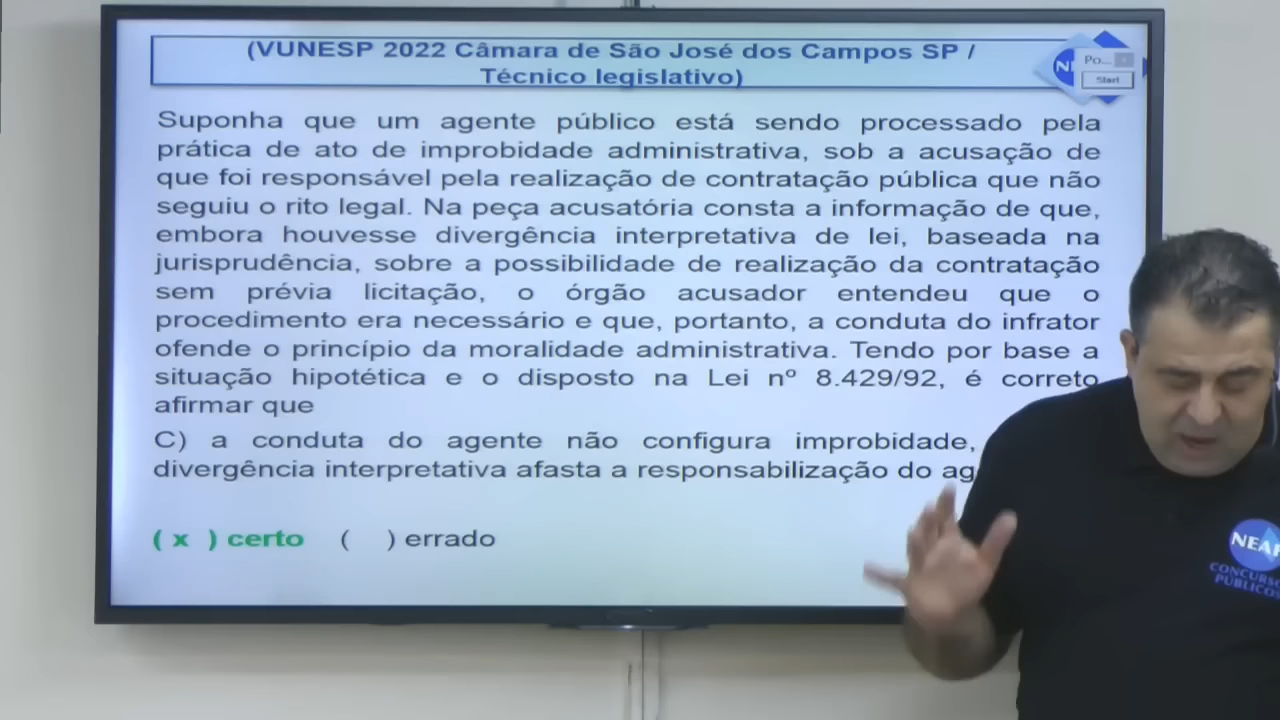 (VUNESP 2022 Câmara de São José dos Campos SP /
Técnico legislativo)
Po...
Start
Suponha que um agente público está sendo processado pela
prática de ato de improbidade administrativa, sob a acusação de
que foi responsável pela realização de contratação pública que não
seguiu o rito legal. Na peça acusatória consta a informação de que,
embora houvesse divergência interpretativa de lei, baseada na
jurisprudência, sobre a possibilidade de realização da contratação
sem prévia licitação, o órgão acusador entendeu que o
procedimento era necessário e que, portanto, a conduta do infrator
ofende o princípio da moralidade administrativa. Tendo por base a
situação hipotética e o disposto na Lei nº 8.429/92, é correto
afirmar que
C) a conduta do agente não configura improbidade,
divergência interpretativa afasta a responsabilização do
( x ) certo ( ) errado